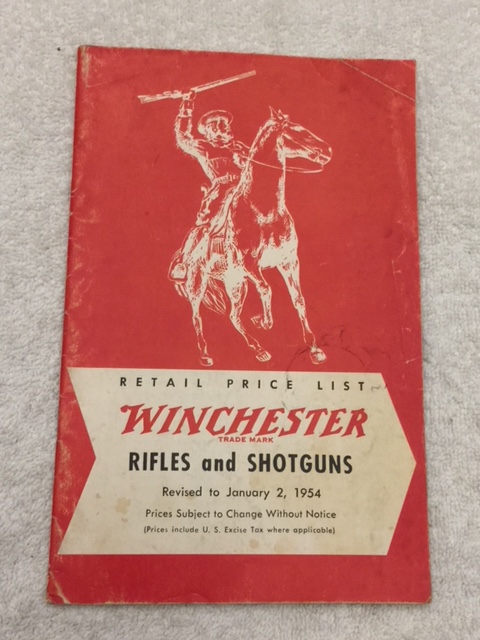 RETAIL PRICE LIST
WINCHESTER
TRADE MARK
RIFLES and SHOTGUNS
Revised to January 2, 1954
Prices Subject to Change Without Notice
(Prices include U. S. Excise Tax where applicable)